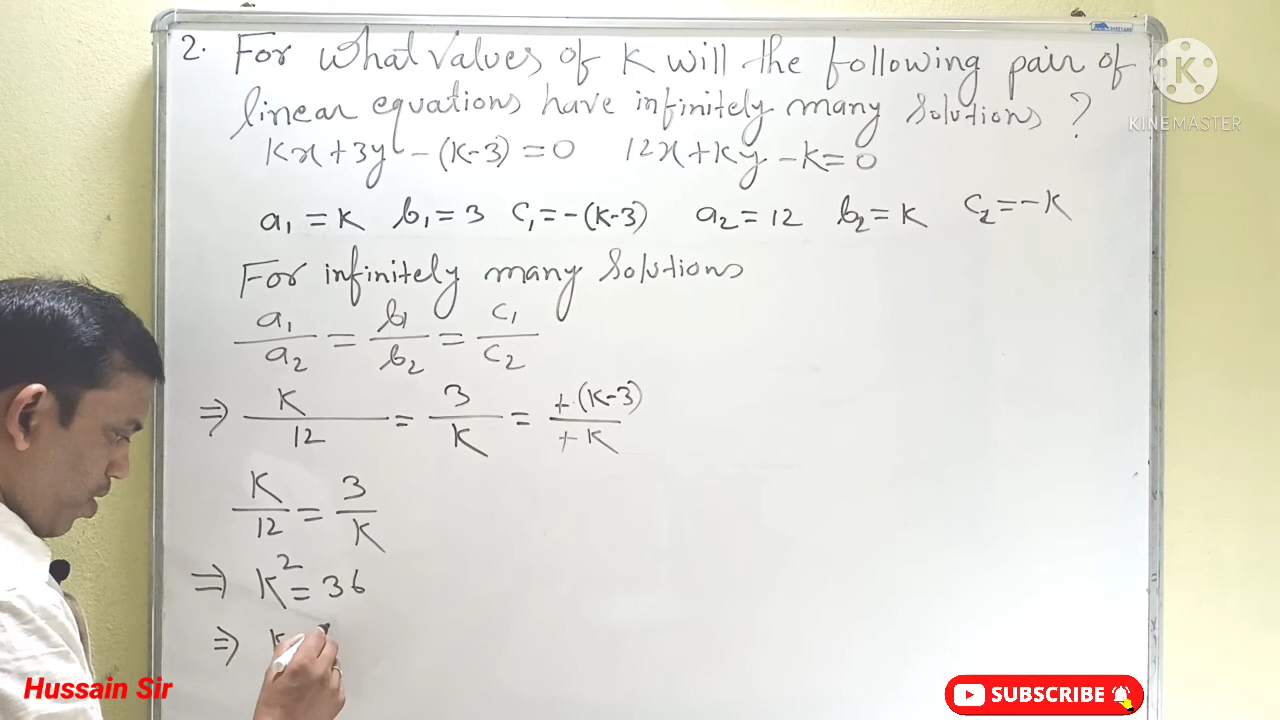 2. For what values of K will the following pair of
linear equations have infinitely many solutions ?
Kx + 3y - (K-3) = 0 12x + Ky - K = 0
a₁ = K b₁ = 3 c₁ = -(K-3) a₂ = 12 b₂ = K c₂ = -K
For infinitely many solutions
a₁/a₂ = b₁/b₂ = c₁/c₂
⇒ K/12 = 3/K = +(K-3)/+K
K/12 = 3/K
⇒ K² = 36
⇒ K
KINEMASTER
Hussain Sir
SUBSCRIBE